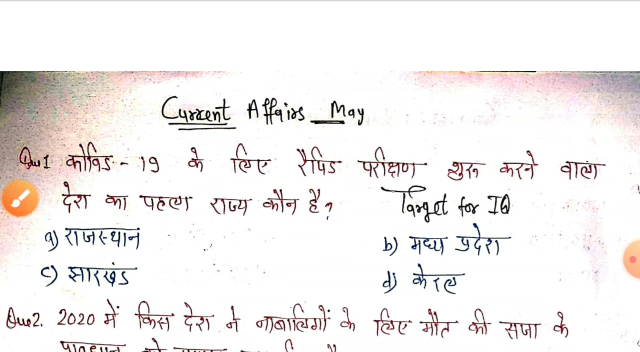 Current Affairs May
Que1 कोविड - 19 के लिए रैपिड परीक्षण शुरू करने वाला
देश का पहला राज्य कौन है?
Target for IQ
a) राजस्थान
b) मध्य प्रदेश
c) झारखंड
d) केरल
Que2. 2020 में किस देश ने नाबालिगों के लिए मौत की सजा के